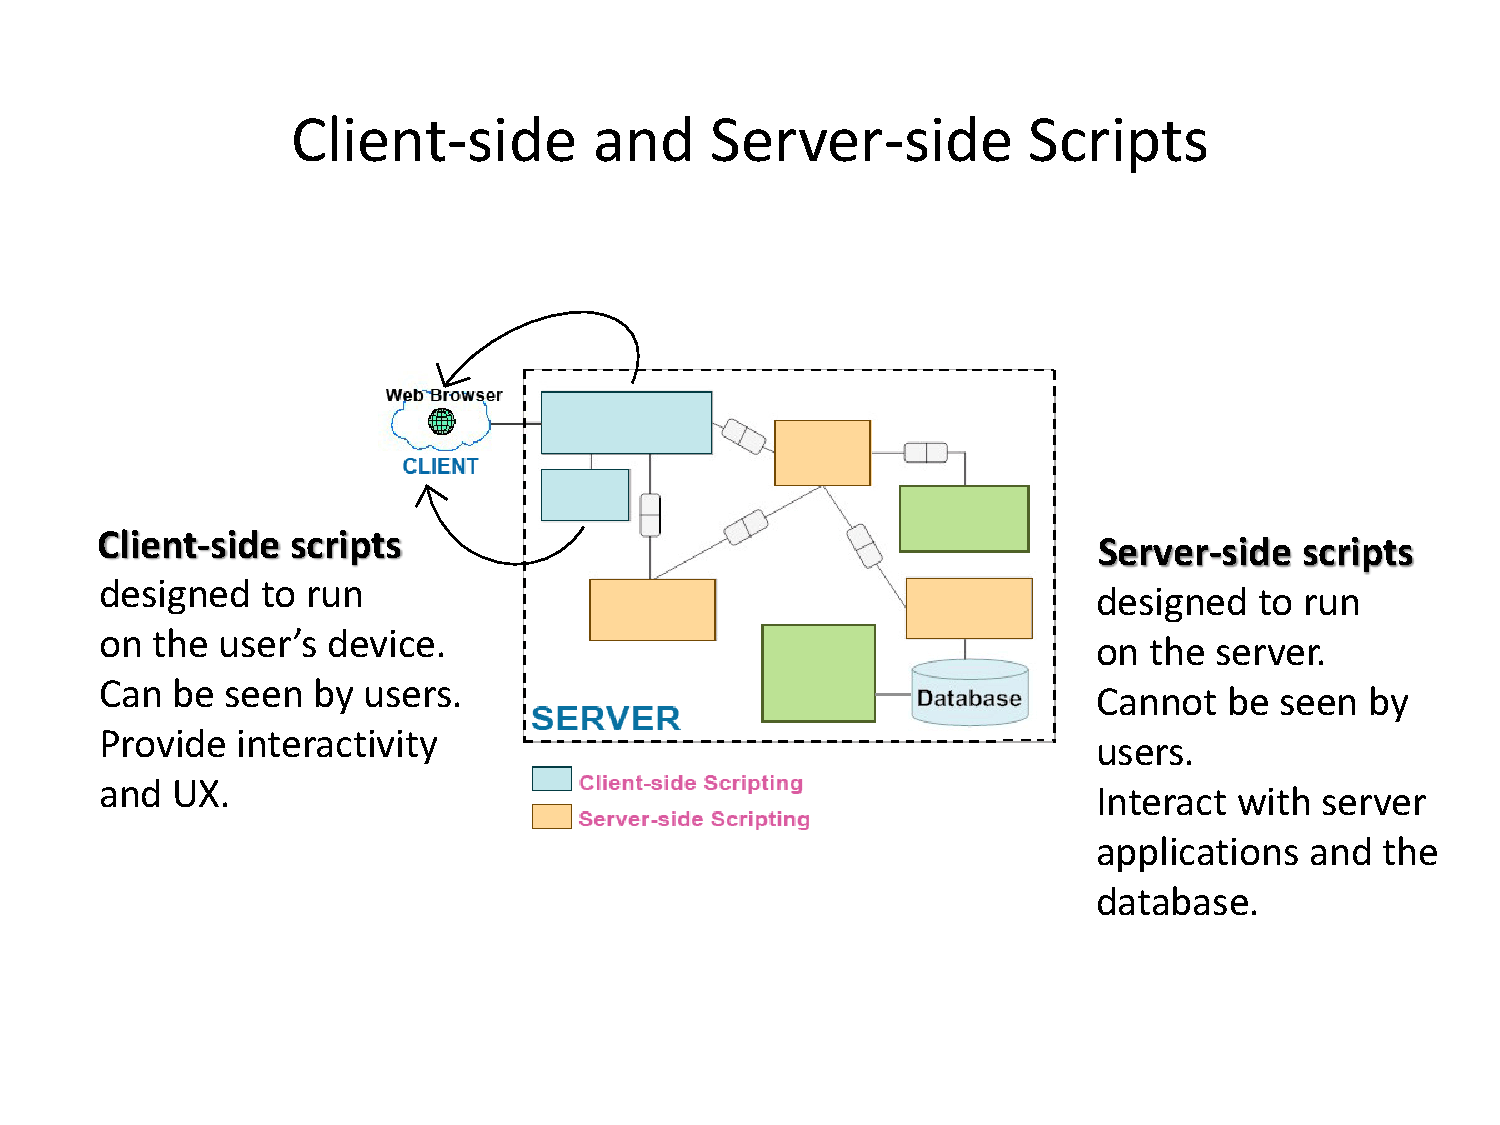 Client-side and Server-side Scripts
Web Browser
CLIENT
Client-side scripts
designed to run
on the user’s device.
Can be seen by users.
Provide interactivity
and UX.
Database
SERVER
Client-side Scripting
Server-side Scripting
Server-side scripts
designed to run
on the server.
Cannot be seen by
users.
Interact with server
applications and the
database.